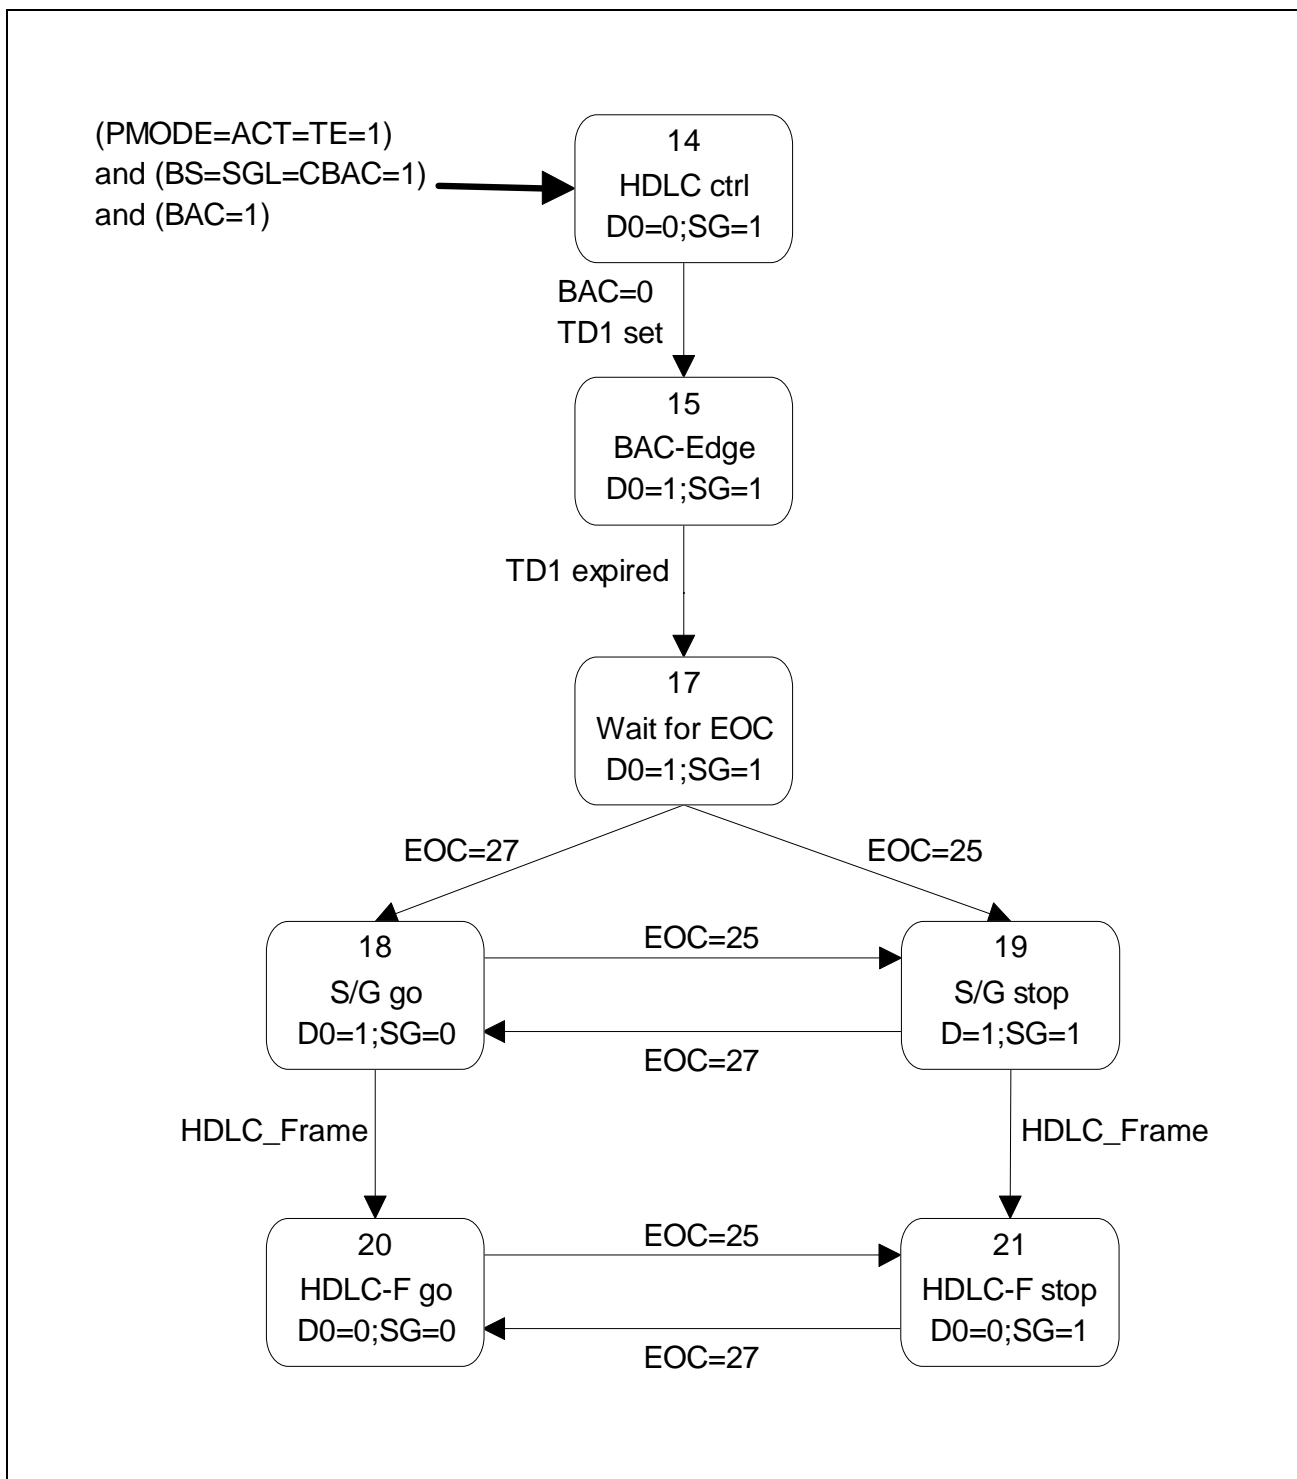 (PMODE=ACT=TE=1)
and (BS=SGL=CBAC=1)
and (BAC=1)
14
HDLC ctrl
D0=0;SG=1
BAC=0
TD1 set
15
BAC-Edge
D0=1;SG=1
TD1 expired
17
Wait for EOC
D0=1;SG=1
EOC=27
EOC=25
18
S/G go
D0=1;SG=0
EOC=25
EOC=27
19
S/G stop
D=1;SG=1
HDLC_Frame
HDLC_Frame
20
HDLC-F go
D0=0;SG=0
EOC=25
EOC=27
21
HDLC-F stop
D0=0;SG=1